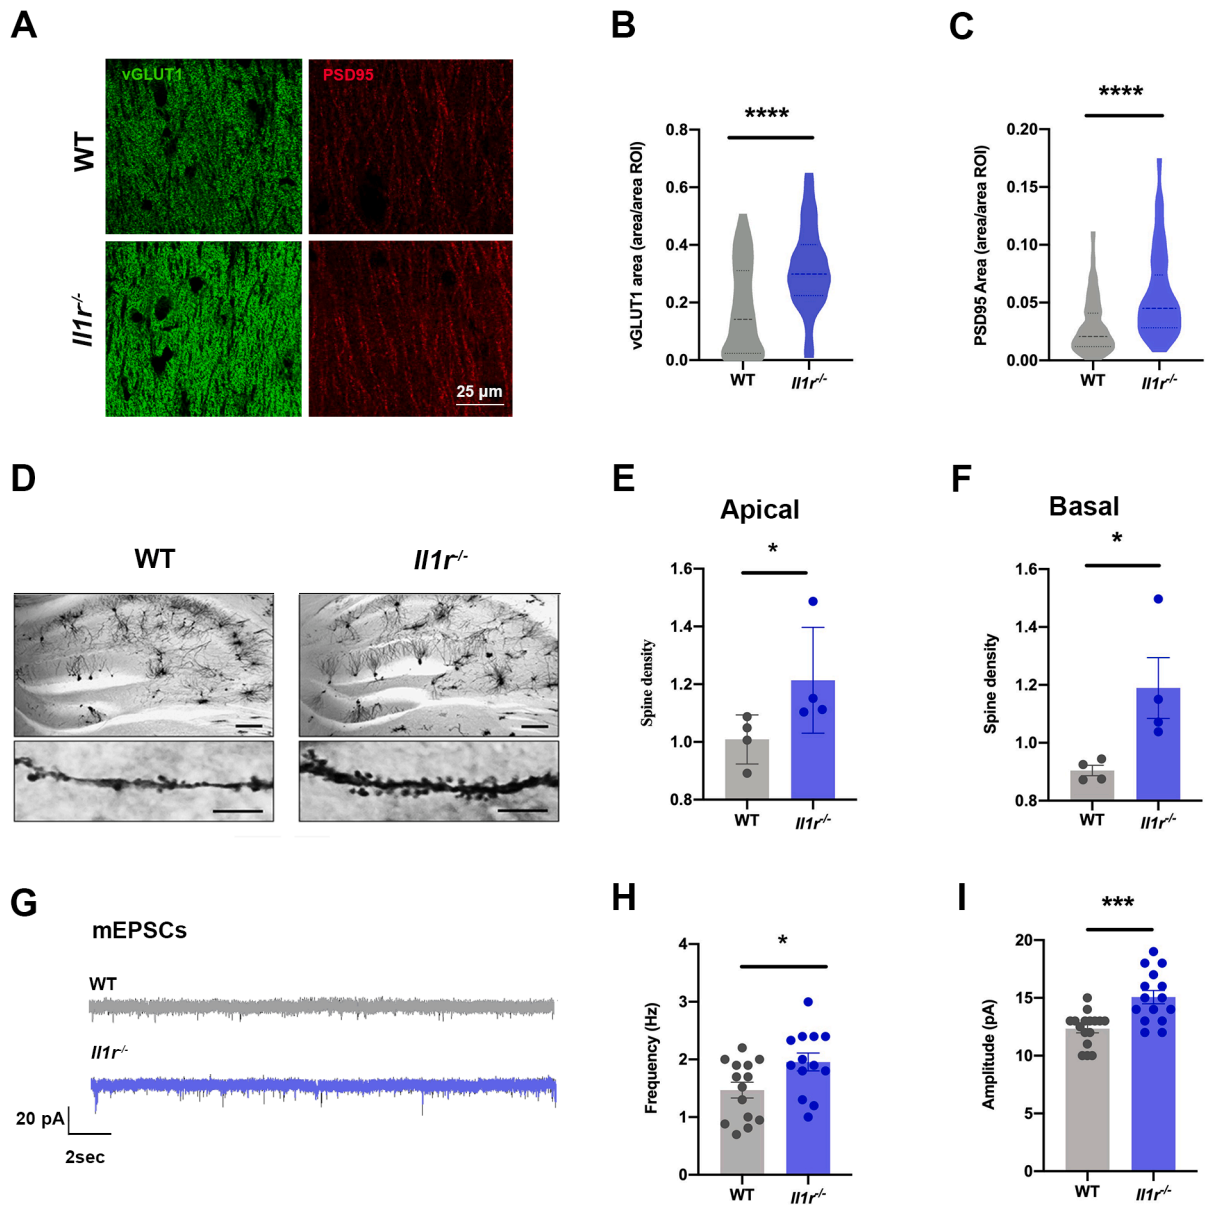 A
vGLUT1
PSD95
WT
Il1r-/-
25 µm
B
****
vGLUT1 area (area/area ROI)
0.8
0.6
0.4
0.2
0.0
WT
Il1r-/-
C
****
PSD95 Area (area/area ROI)
0.20
0.15
0.10
0.05
0.00
WT
Il1r-/-
D
WT
Il1r-/-
E
Apical
*
Spine density
1.6
1.4
1.2
1.0
0.8
WT
Il1r-/-
F
Basal
*
Spine density
1.6
1.4
1.2
1.0
0.8
WT
Il1r-/-
G
mEPSCs
WT
Il1r-/-
20 pA
2sec
H
*
Frequency (Hz)
4
3
2
1
0
WT
Il1r-/-
I
***
Amplitude (pA)
20
15
10
5
0
WT
Il1r-/-